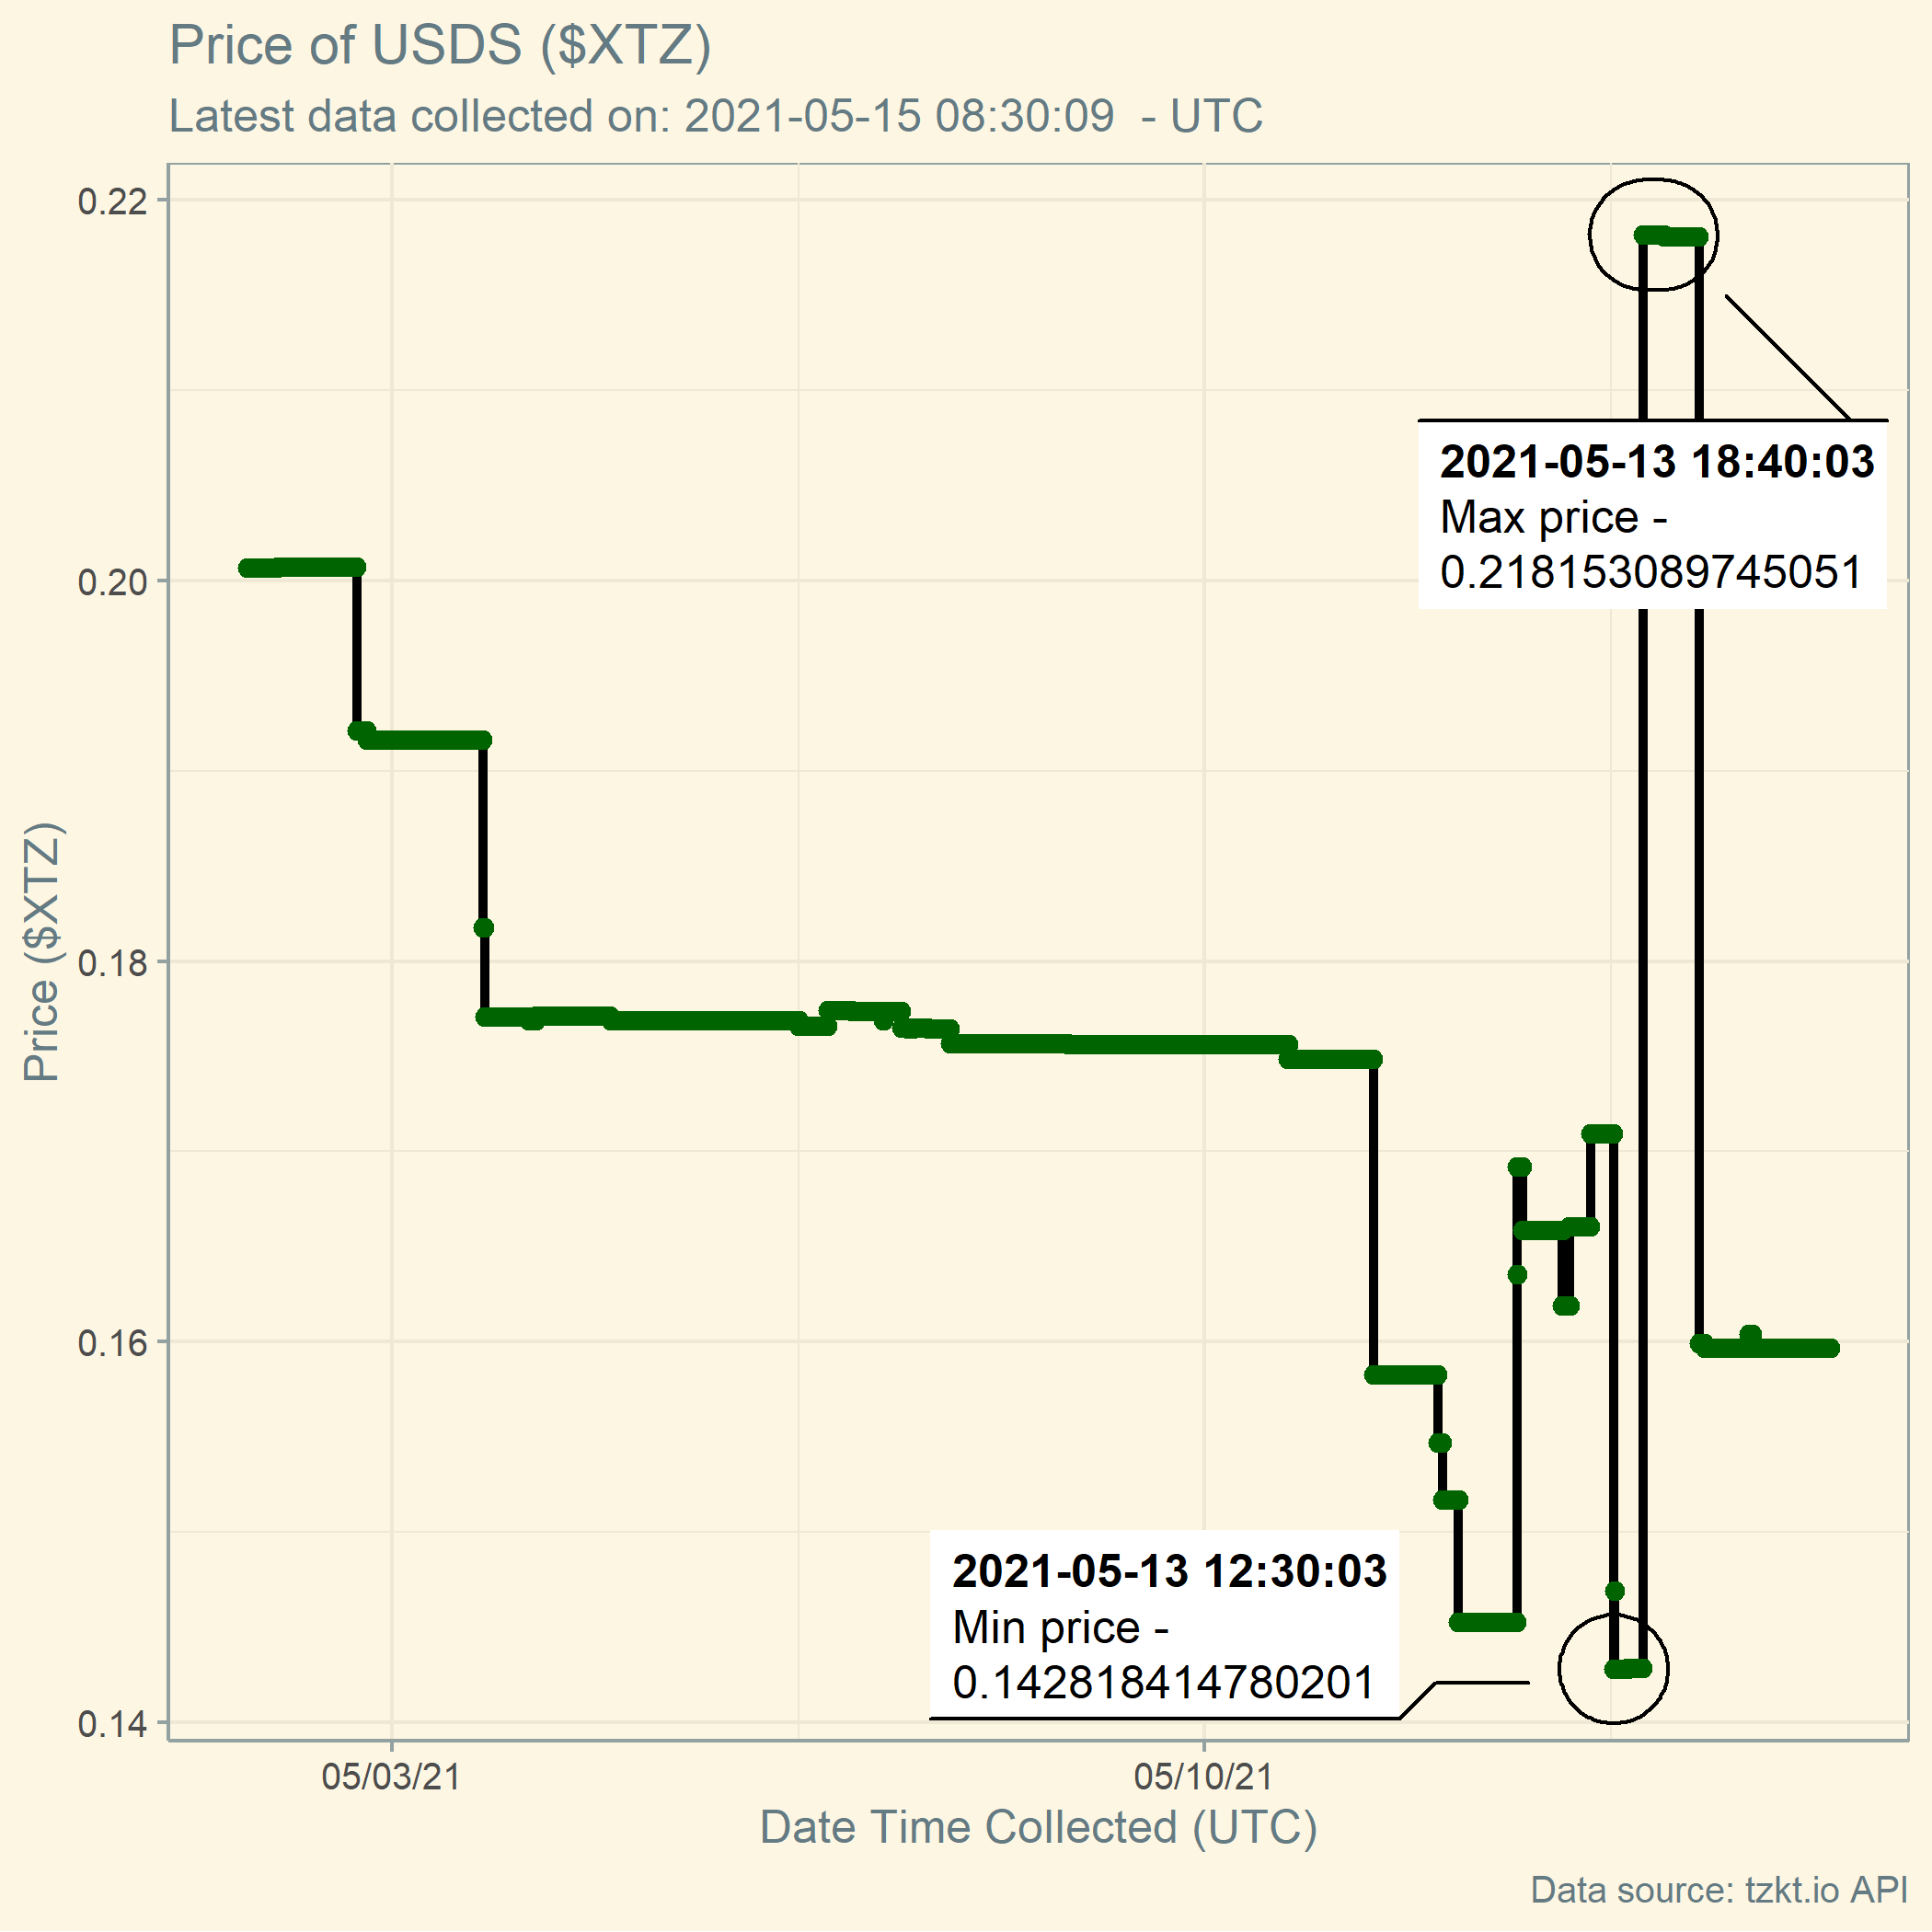 Price of USDS ($XTZ)
Latest data collected on: 2021-05-15 08:30:09  - UTC
Price ($XTZ)
0.22
0.20
0.18
0.16
0.14
2021-05-13 18:40:03
Max price -
0.218153089745051
2021-05-13 12:30:03
Min price -
0.142818414780201
05/03/21
05/10/21
Date Time Collected (UTC)
Data source: tzkt.io API